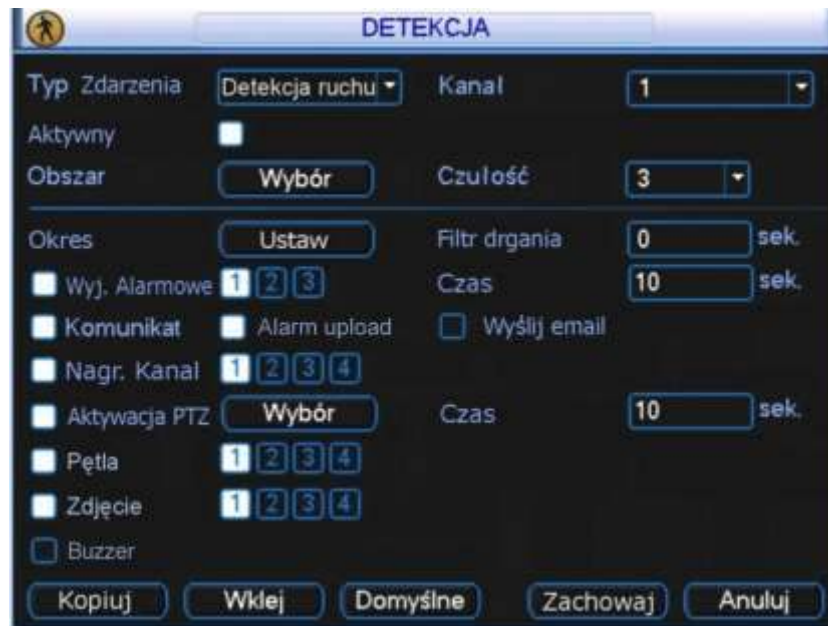 DETEKCJA
Typ Zdarzenia Detekcja ruchu Kanał 1
Aktywny
Obszar Wybór Czułość 3
Okres Ustaw Filtr drgania 0 sek.
Wyj. Alarmowe 1 2 3 Czas 10 sek.
Komunikat Alarm upload Wyślij email
Nagr. Kanał 1 2 3 4
Aktywacja PTZ Wybór Czas 10 sek.
Pętla 1 2 3 4
Zdjęcie 1 2 3 4
Buzzer
Kopiuj Wklej Domyślne Zachowaj Anuluj